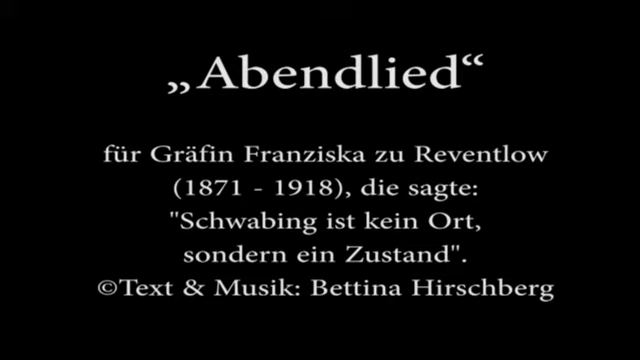 „Abendlied“
für Gräfin Franziska zu Reventlow
(1871 - 1918), die sagte:
"Schwabing ist kein Ort,
sondern ein Zustand".
©Text & Musik: Bettina Hirschberg